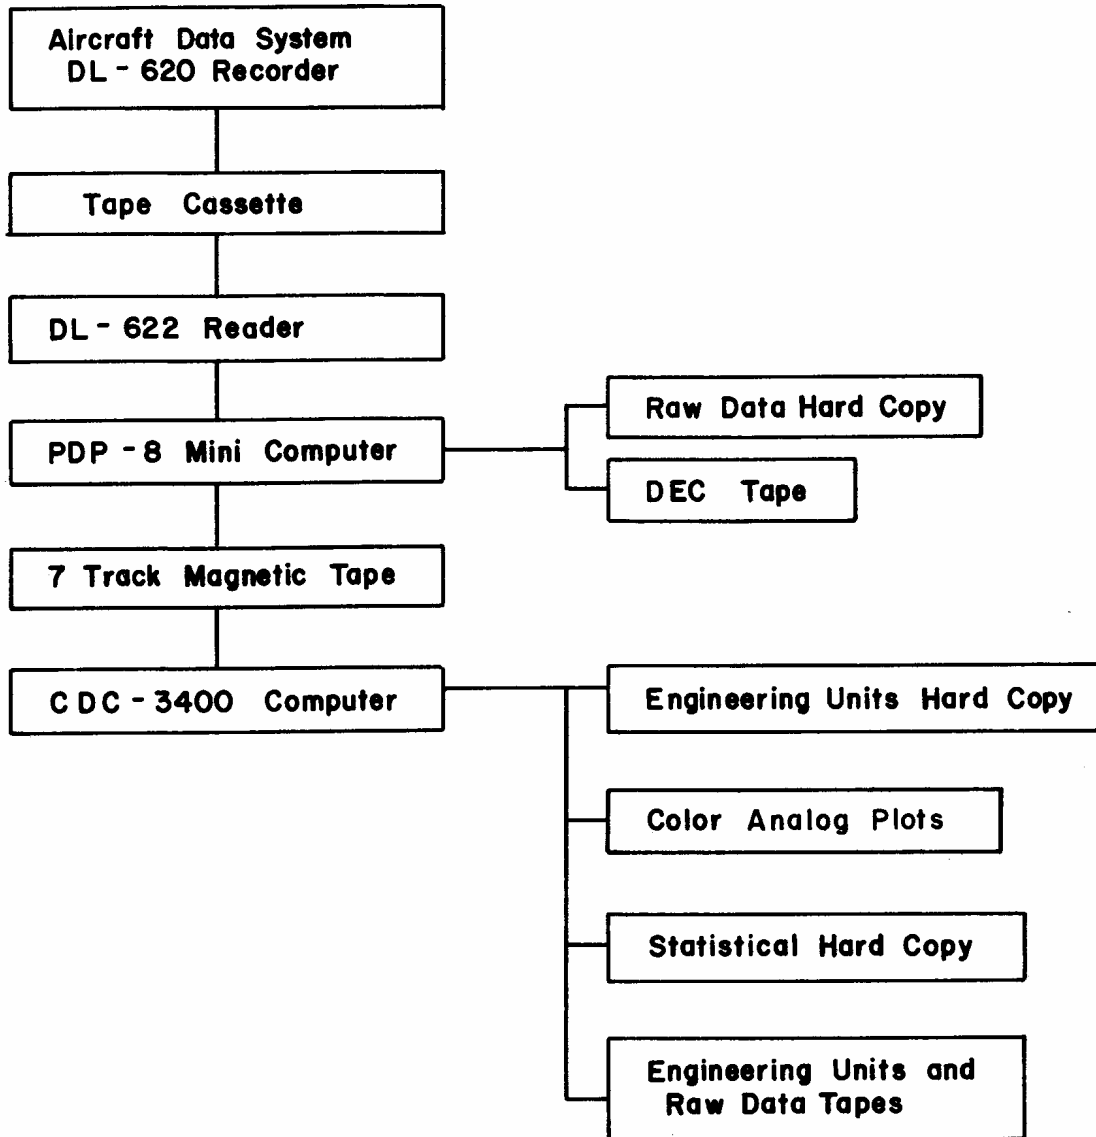 Aircraft Data System
DL - 620 Recorder
Tape Cassette
DL - 622 Reader
PDP - 8 Mini Computer
Raw Data Hard Copy
DEC Tape
7 Track Magnetic Tape
CDC - 3400 Computer
Engineering Units Hard Copy
Color Analog Plots
Statistical Hard Copy
Engineering Units and
Raw Data Tapes